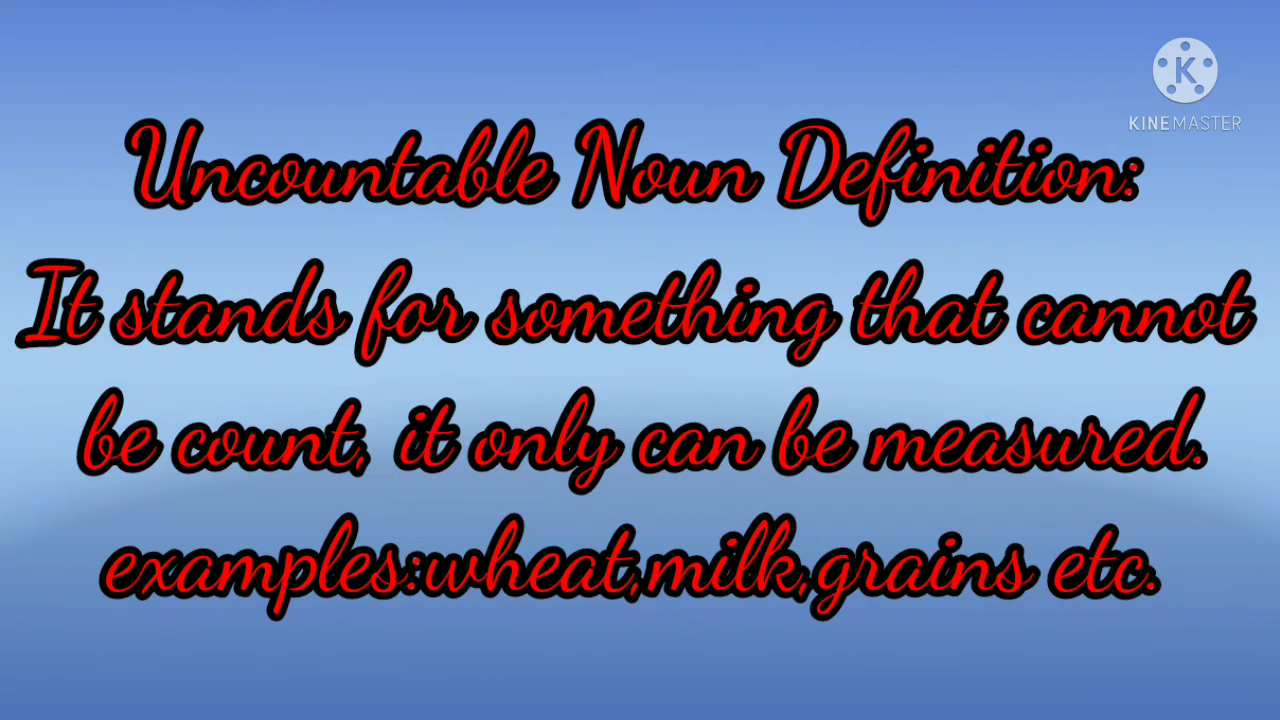 K
KINEMASTER
Uncountable Noun Definition:
It stands for something that cannot
be count, it only can be measured.
examples:wheat,milk,grains etc.